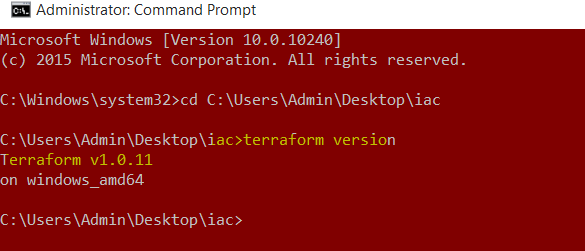 Administrator: Command Prompt
Microsoft Windows [Version 10.0.10240]
(c) 2015 Microsoft Corporation. All rights reserved.
C:\Windows\system32>cd C:\Users\Admin\Desktop\iac
C:\Users\Admin\Desktop\iac>terraform version
Terraform v1.0.11
on windows_amd64
C:\Users\Admin\Desktop\iac>